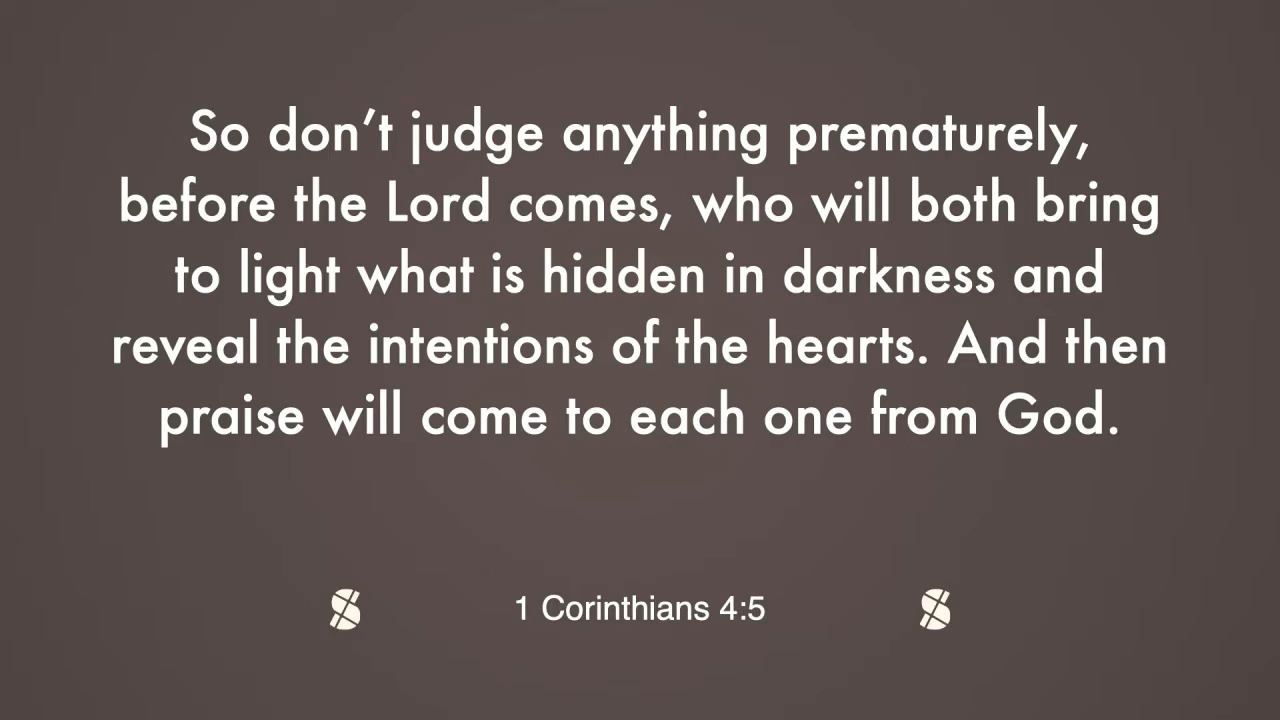 So don’t judge anything prematurely,
before the Lord comes, who will both bring
to light what is hidden in darkness and
reveal the intentions of the hearts. And then
praise will come to each one from God.
1 Corinthians 4:5